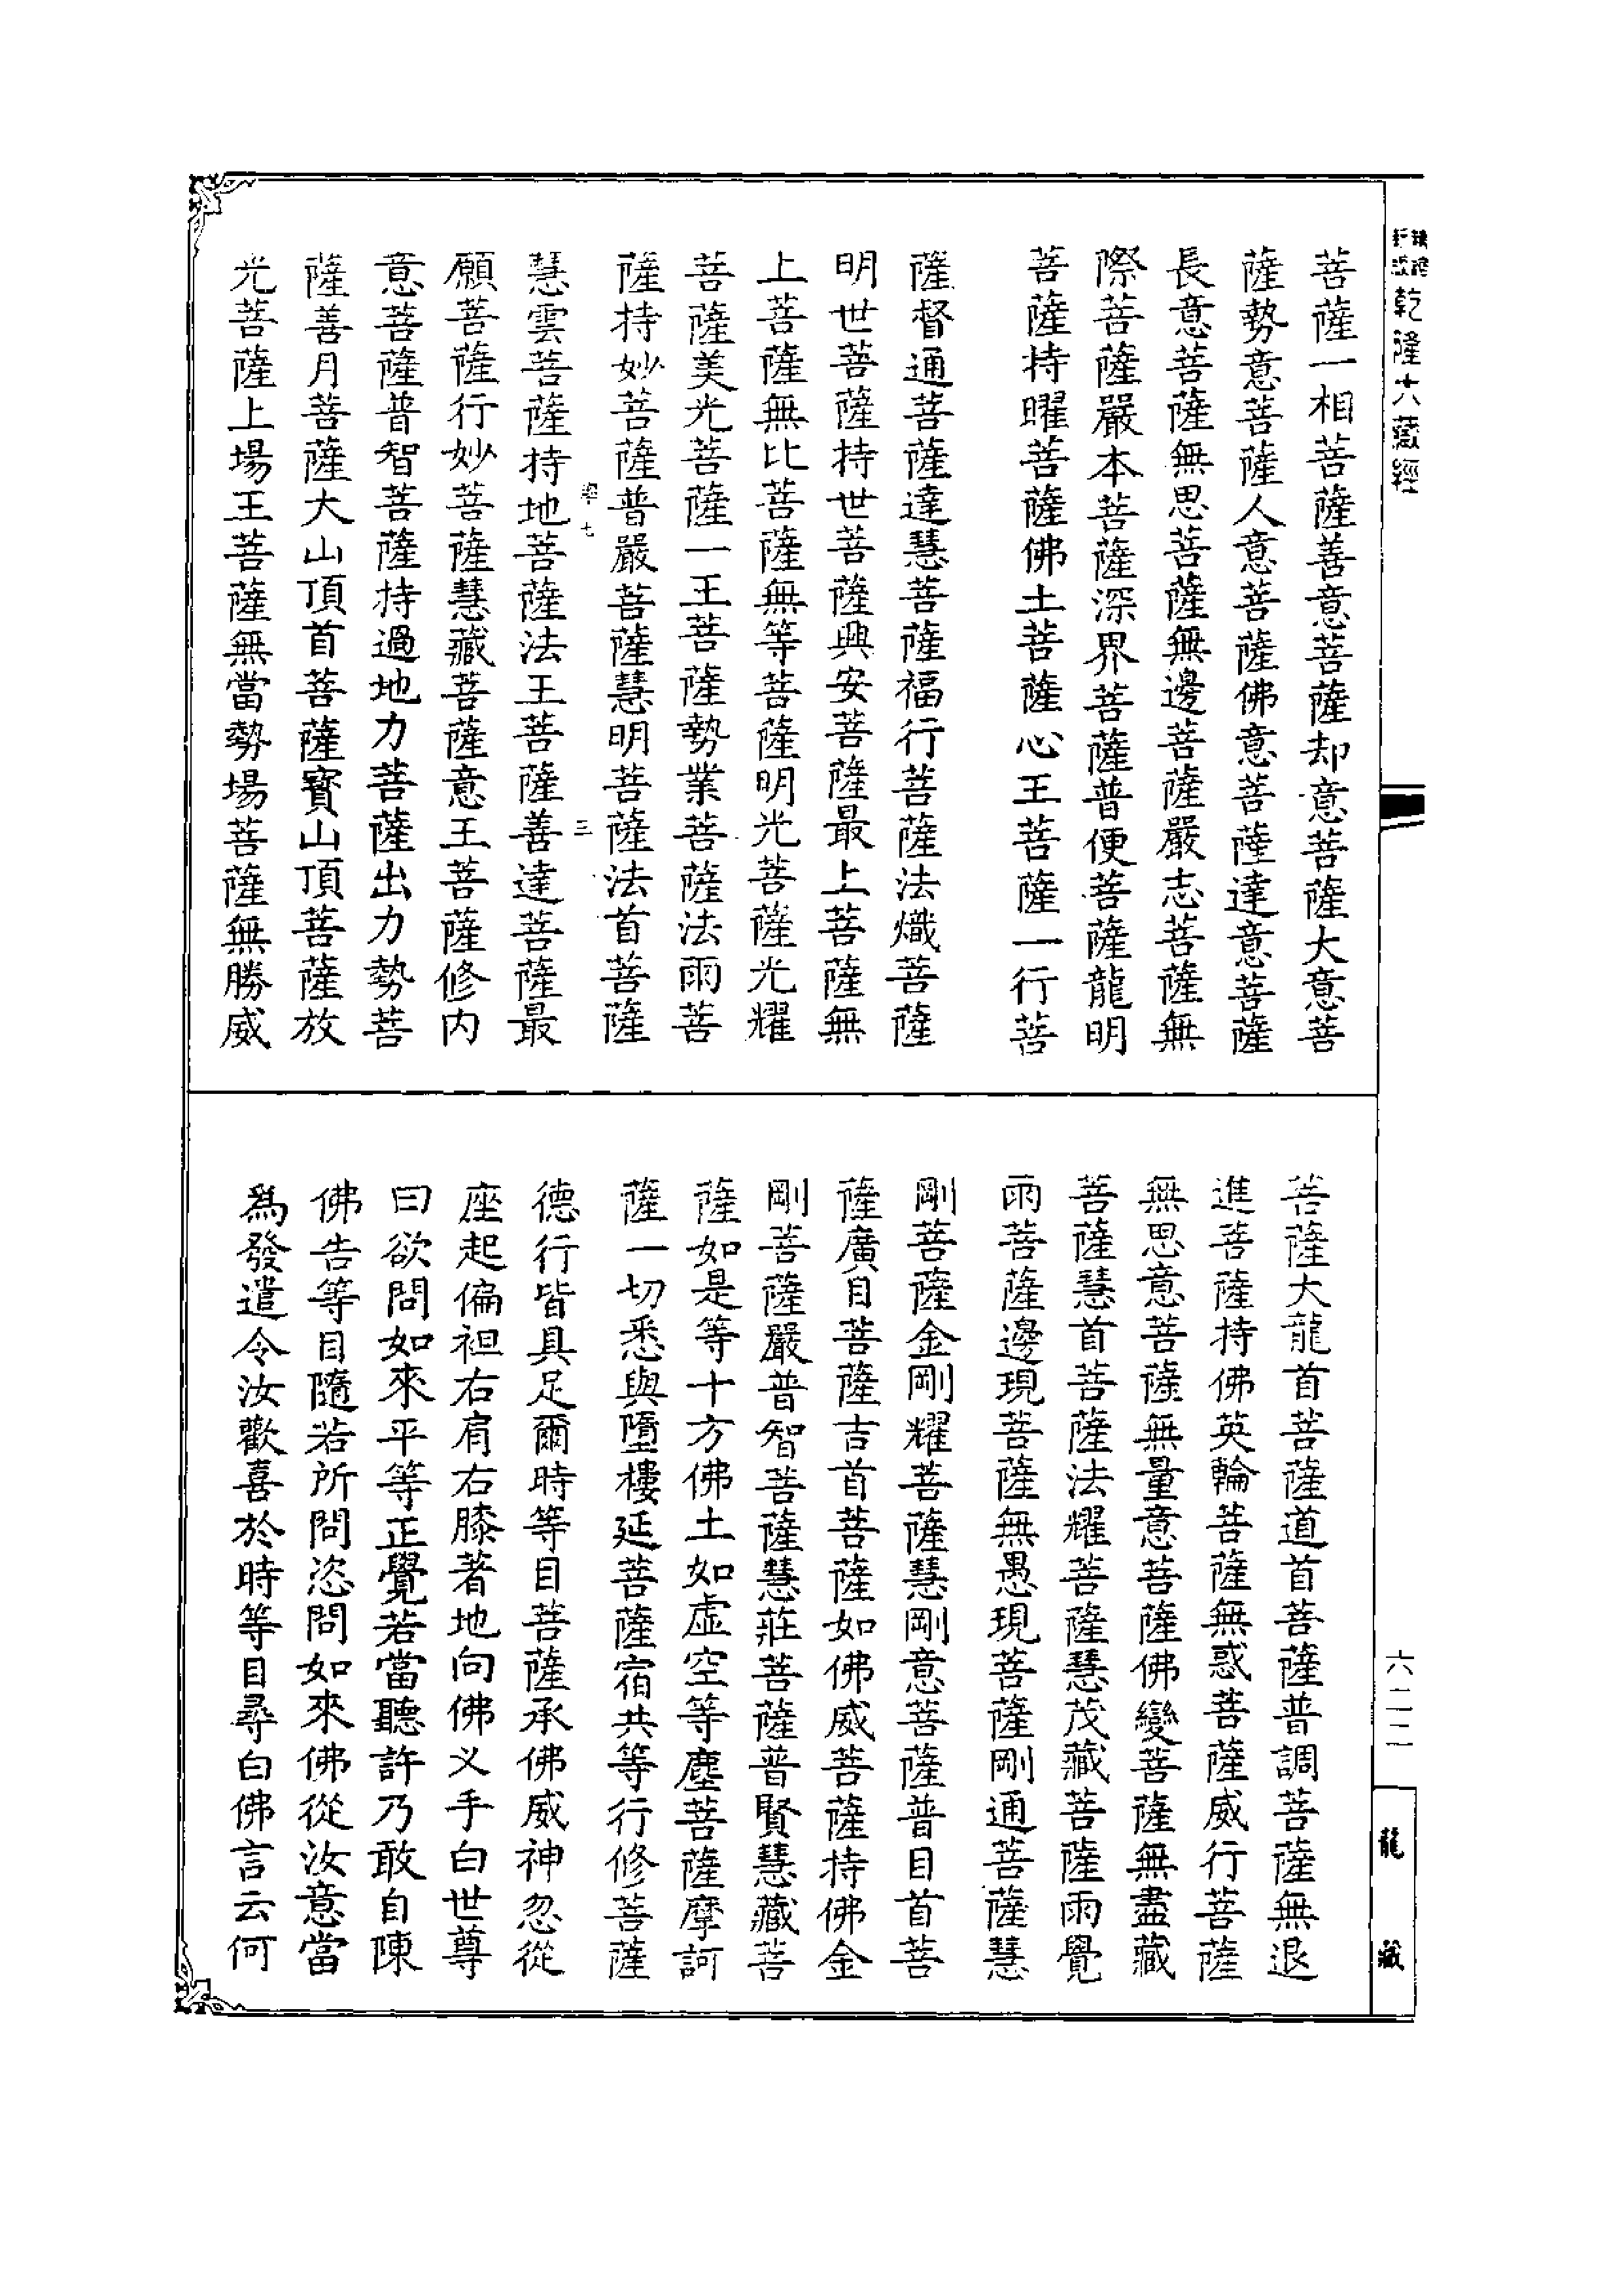 乾隆大藏經
菩薩一相菩薩善意菩薩却意菩薩大意菩
薩勢意菩薩人意菩薩佛意菩薩達意菩薩
長意菩薩無思菩薩無邊菩薩嚴志菩薩無
際菩薩嚴本菩薩深界菩薩普便菩薩龍明
菩薩持曜菩薩佛土菩薩心王菩薩一行菩
薩督通菩薩達慧菩薩福行菩薩法熾菩薩
明世菩薩持世菩薩興安菩薩最上菩薩無
上菩薩無比菩薩無等菩薩明光菩薩光耀
菩薩美光菩薩一王菩薩勢業菩薩法雨菩
薩持妙菩薩普嚴菩薩慧明菩薩法首菩薩
七 三
慧雲菩薩持地菩薩法王菩薩善達菩薩最
願菩薩行妙菩薩慧藏菩薩意王菩薩修內
意菩薩普智菩薩持過地力菩薩出力勢菩
薩善月菩薩大山頂首菩薩寶山頂菩薩放
光菩薩上場王菩薩無當勢場菩薩無勝威
菩薩大龍首菩薩道首菩薩普調菩薩無退
進菩薩持佛英輪菩薩無惑菩薩威行菩薩
無思意菩薩無量意菩薩佛變菩薩無盡藏
菩薩慧首菩薩法耀菩薩慧茂藏菩薩雨覺
雨菩薩邊現菩薩無愚現菩薩剛通菩薩慧
剛菩薩金剛耀菩薩慧剛意菩薩普目首菩
薩廣目菩薩吉首菩薩如佛威菩薩持佛金
剛菩薩嚴普智菩薩慧莊菩薩普賢慧藏菩
薩如是等十方佛土如虛空等塵菩薩摩訶
薩一切悉與墮樓延菩薩宿共等行修菩薩
德行皆具足爾時等目菩薩承佛威神忽從
座起偏袒右肩右膝著地向佛乂手白世尊
曰欲問如來平等正覺若當聽許乃敢自陳
佛告等目隨若所問恣問如來佛從汝意當
爲發遣令汝歡喜於時等目尋白佛言云何
六二二
龍藏